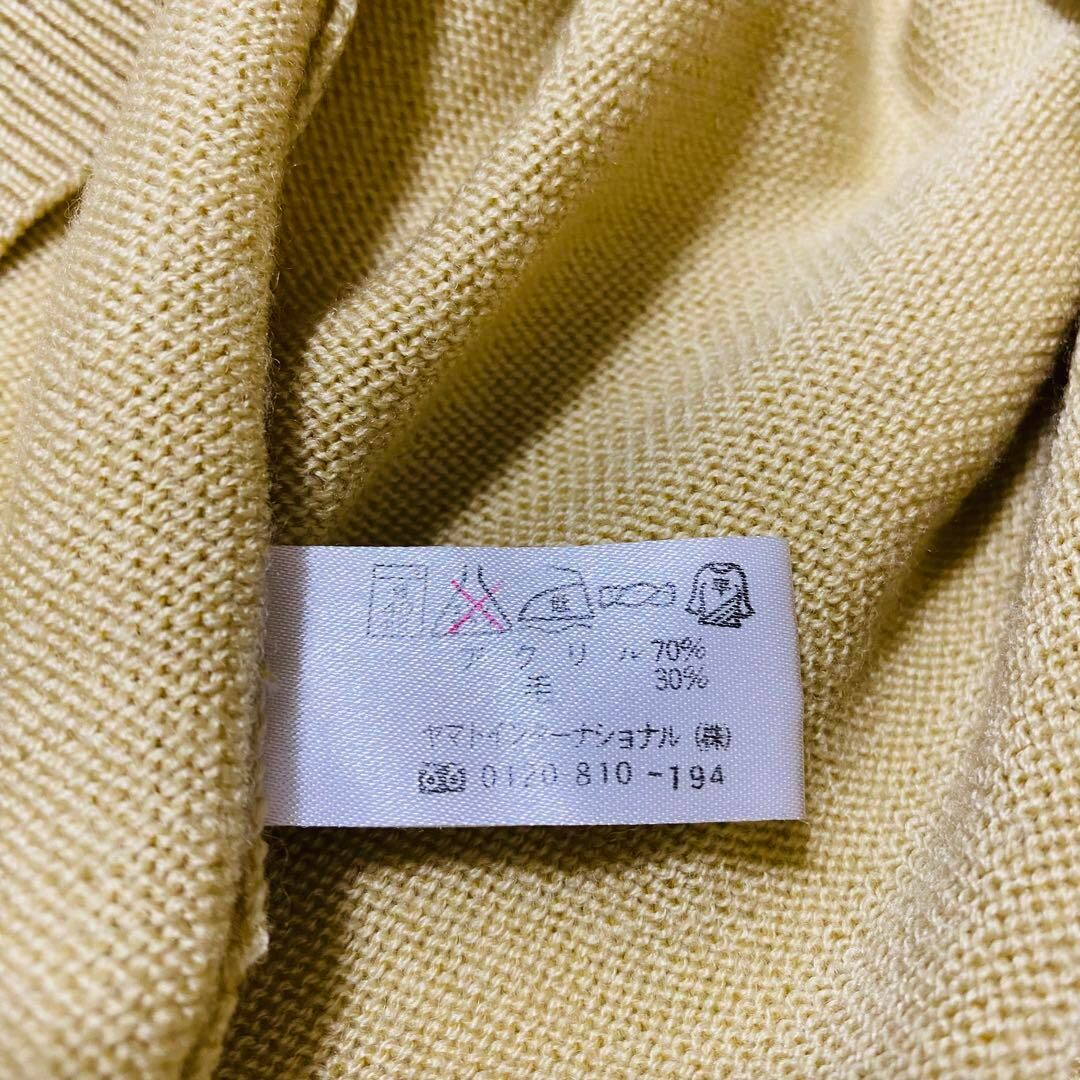 アクリル 70%
毛 30%
ヤマトインターナショナル (株)
0120-810-194